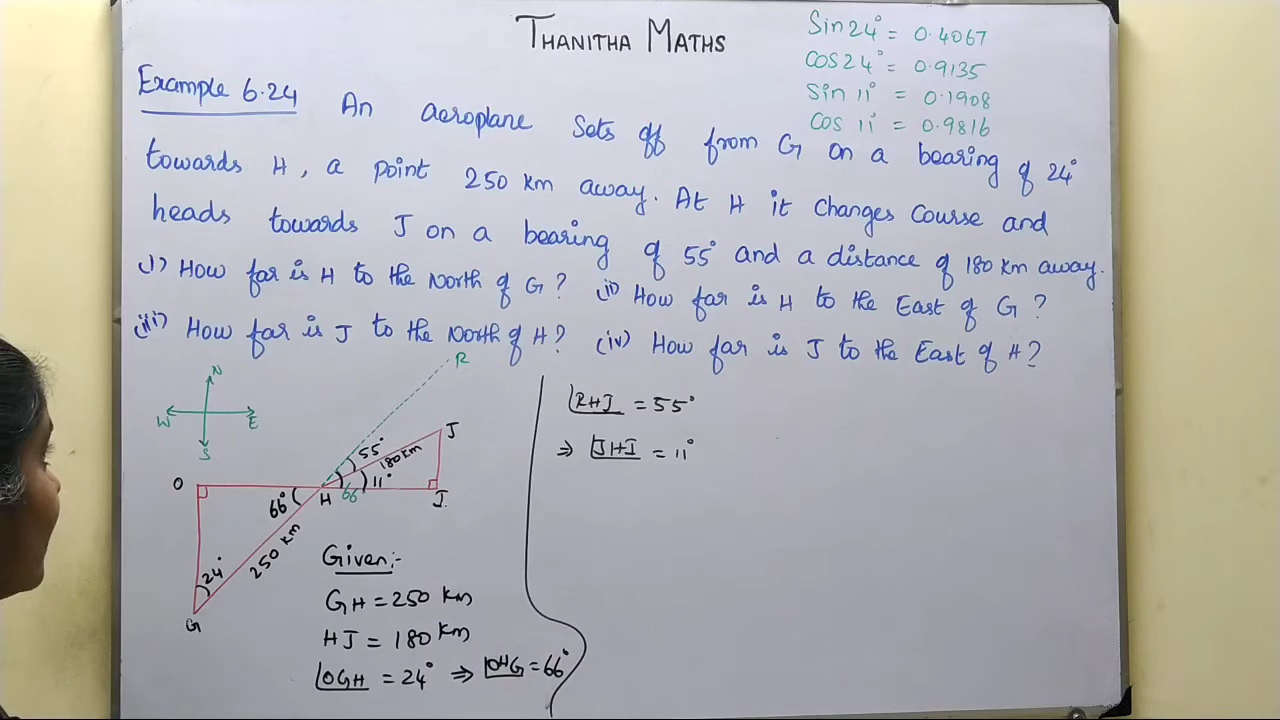 THANITHA MATHS
Sin 24° = 0.4067
COS 24° = 0.9135
Sin 11° = 0.1908
COS 11° = 0.9816
Example 6.24 An aeroplane Sets off from G on a bearing of 24°
towards H, a point 250 km away. At H it Changes Course and
heads towards J on a bearing of 55° and a distance of 180 km away.
(i) How far is H to the North of G? (ii) How far is H to the East of G?
(iii) How far is J to the North of H? (iv) How far is J to the East of H?
N
W E
S
R
J
55°
180 km
O
66°
H
66
11°
I
24°
250 km
G
Given:-
GH = 250 km
HJ = 180 km
∠OGH = 24° ⇒ ∠OHG = 66°
∠RHJ = 55°
⇒ ∠JHI = 11°